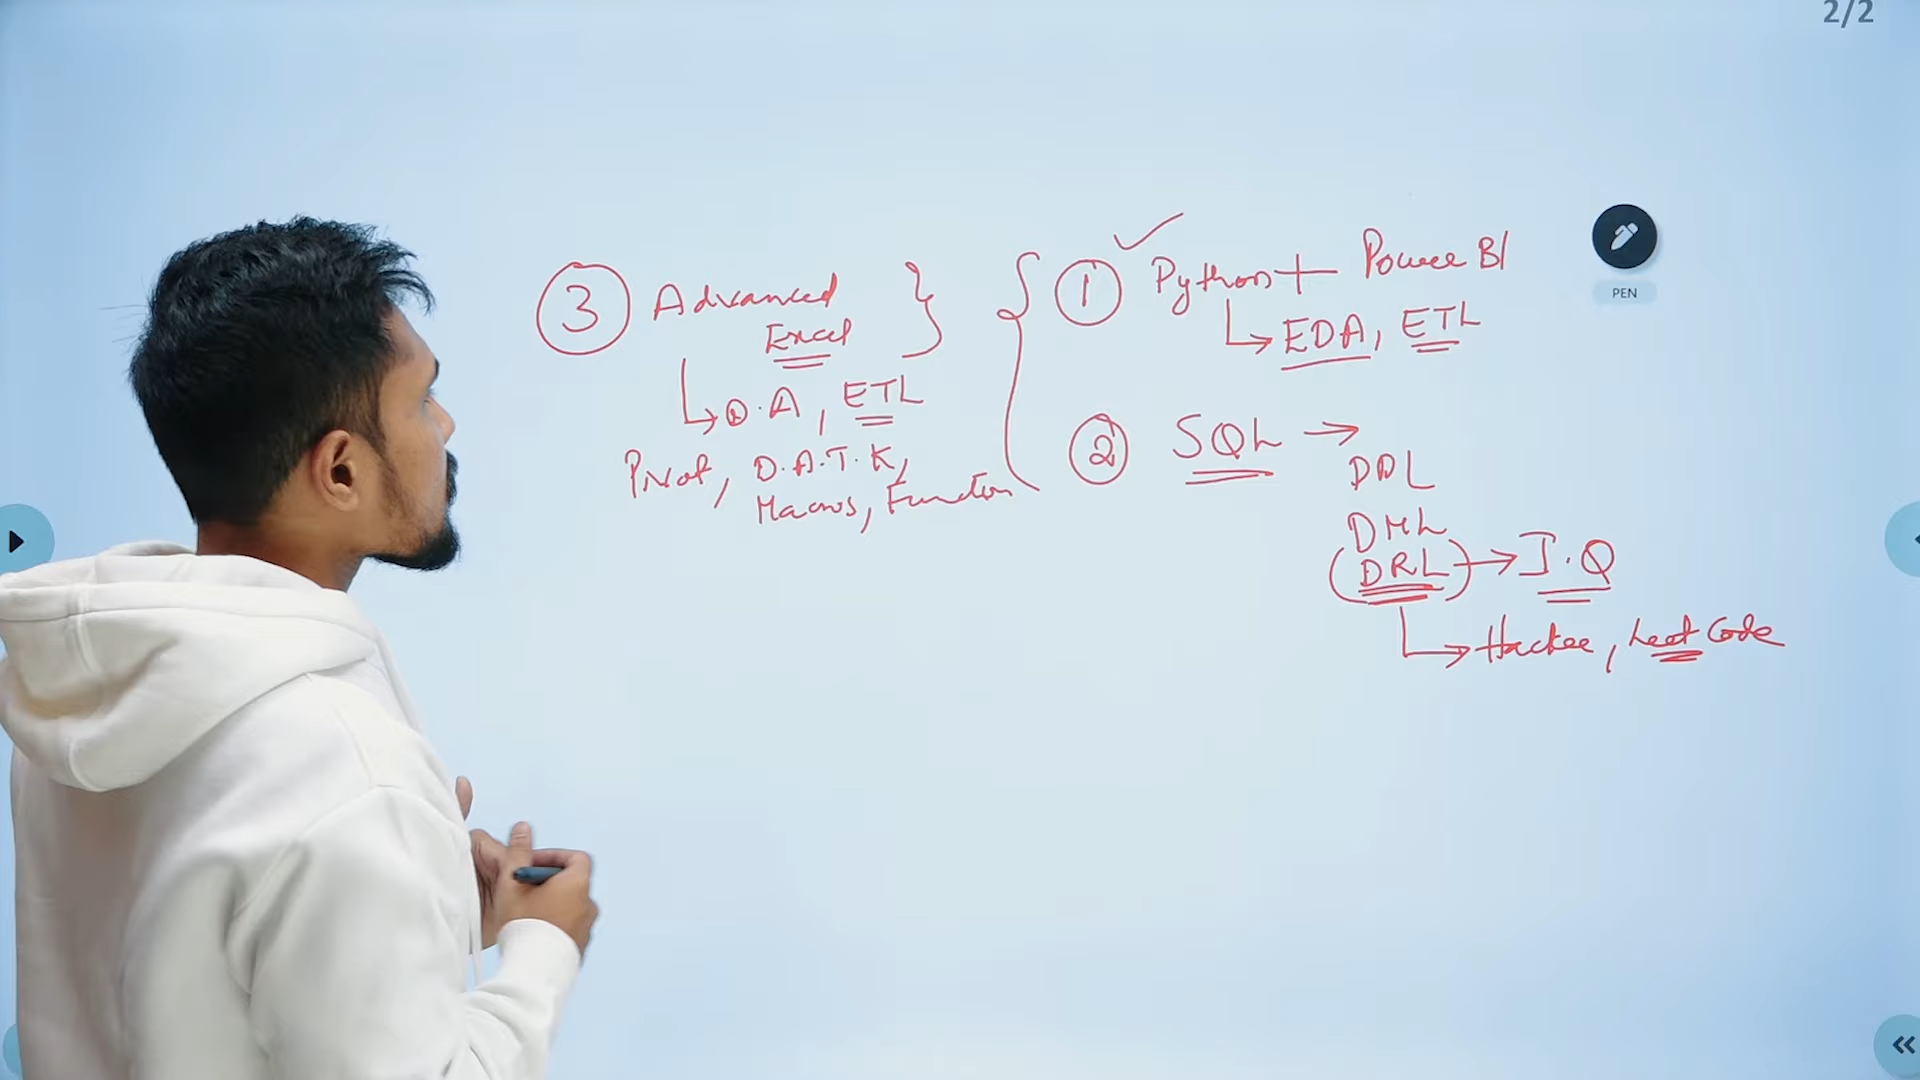 2/2
PEN
③ Advanced
Excel
D.A, ETL
Pivot, D.A.T.K,
Macros, Function
① Python + Power BI
EDA, ETL
② SQL →
DDL
DML
(DRL) → I.Q
Hacker, Leet Code